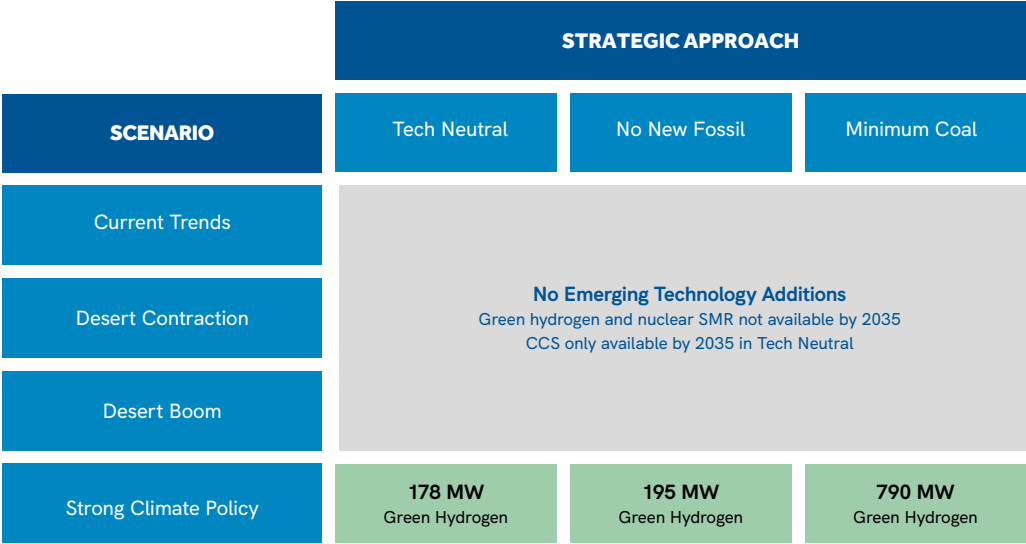 STRATEGIC APPROACH
SCENARIO
Tech Neutral
No New Fossil
Minimum Coal
Current Trends
Desert Contraction
Desert Boom
No Emerging Technology Additions
Green hydrogen and nuclear SMR not available by 2035
CCS only available by 2035 in Tech Neutral
Strong Climate Policy
178 MW
Green Hydrogen
195 MW
Green Hydrogen
790 MW
Green Hydrogen